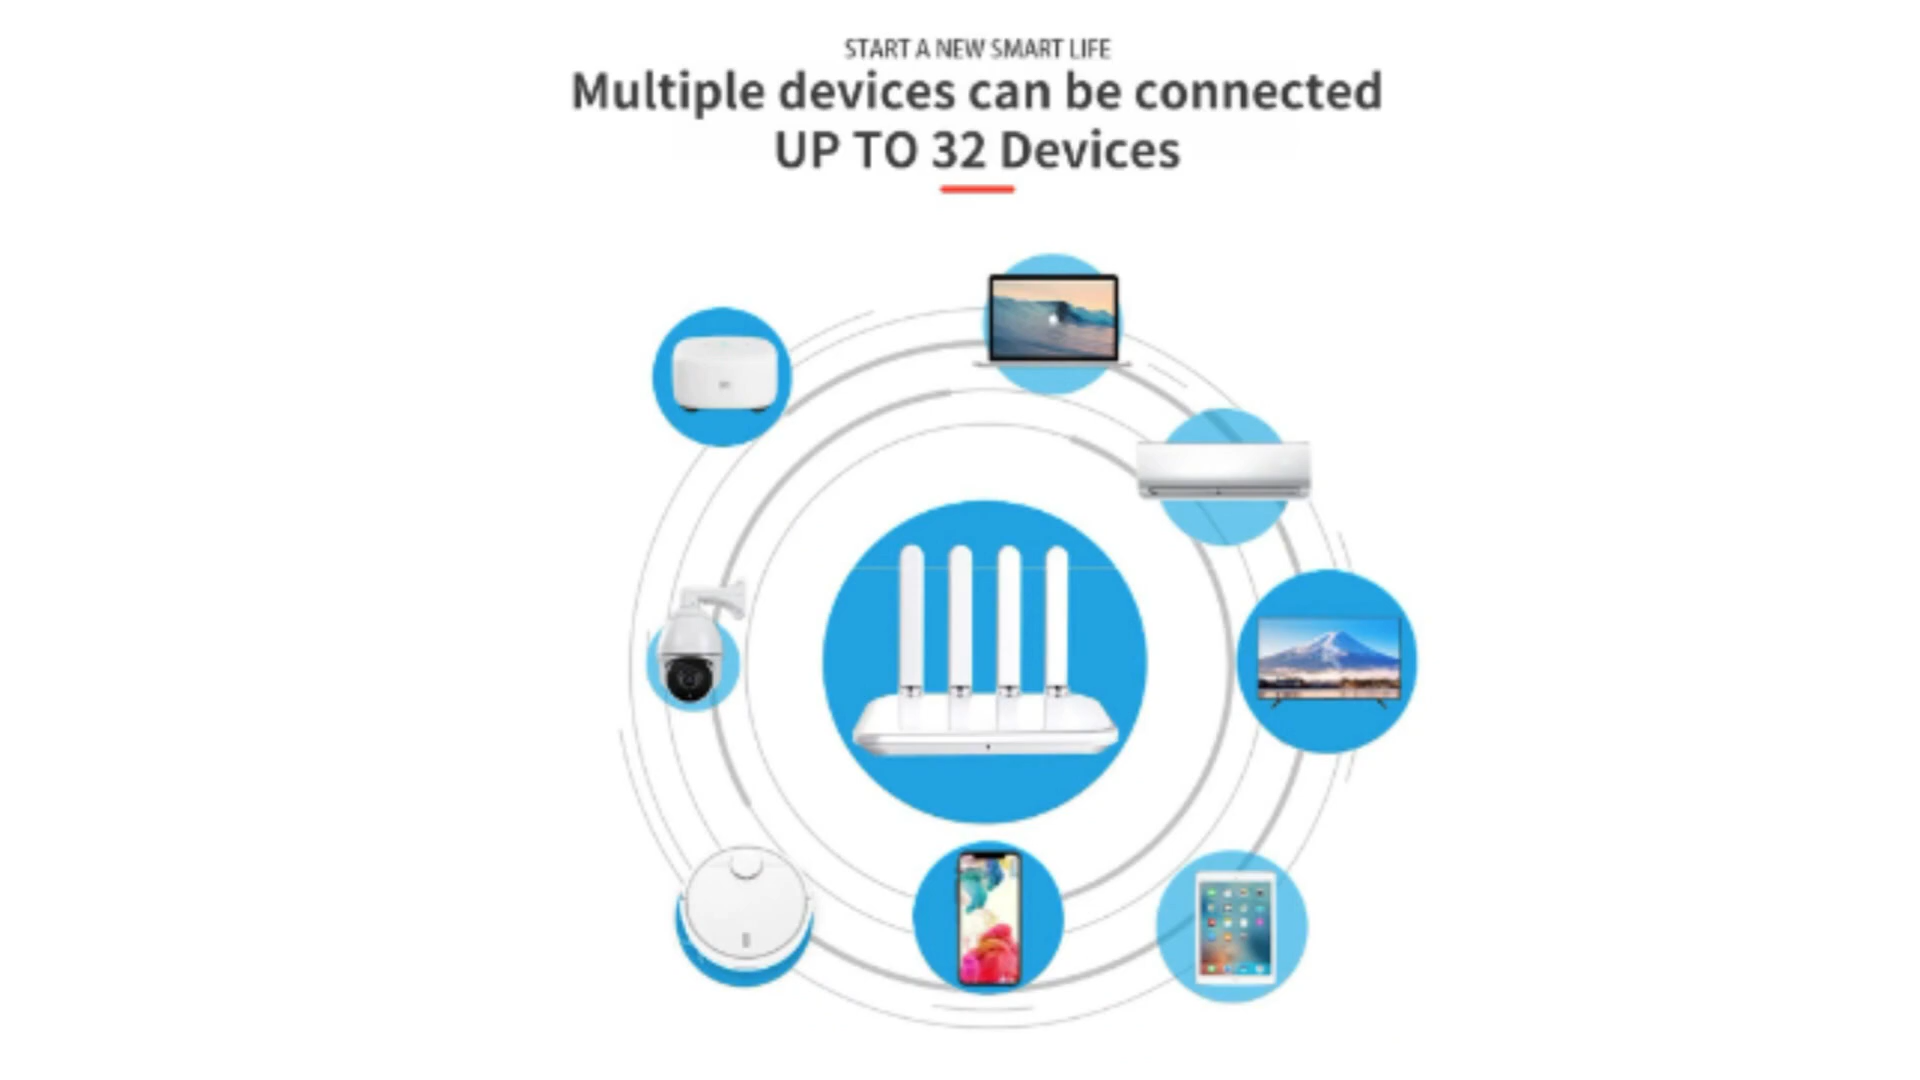 START A NEW SMART LIFE
Multiple devices can be connected
UP TO 32 Devices